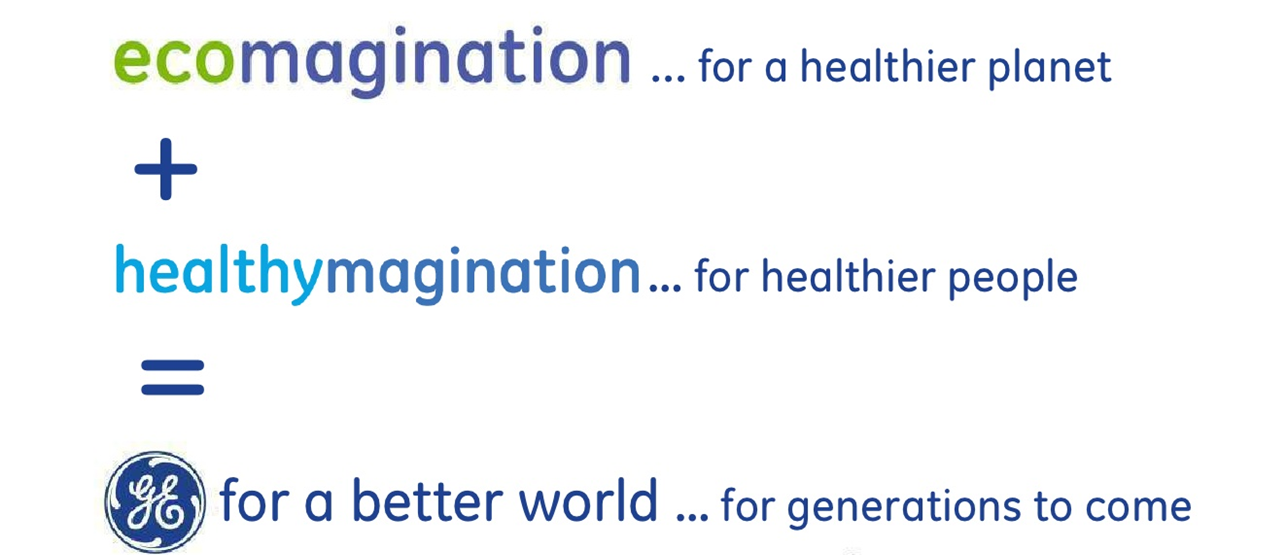 ecomagination ... for a healthier planet
+
healthymagination... for healthier people
=
GE for a better world ... for generations to come